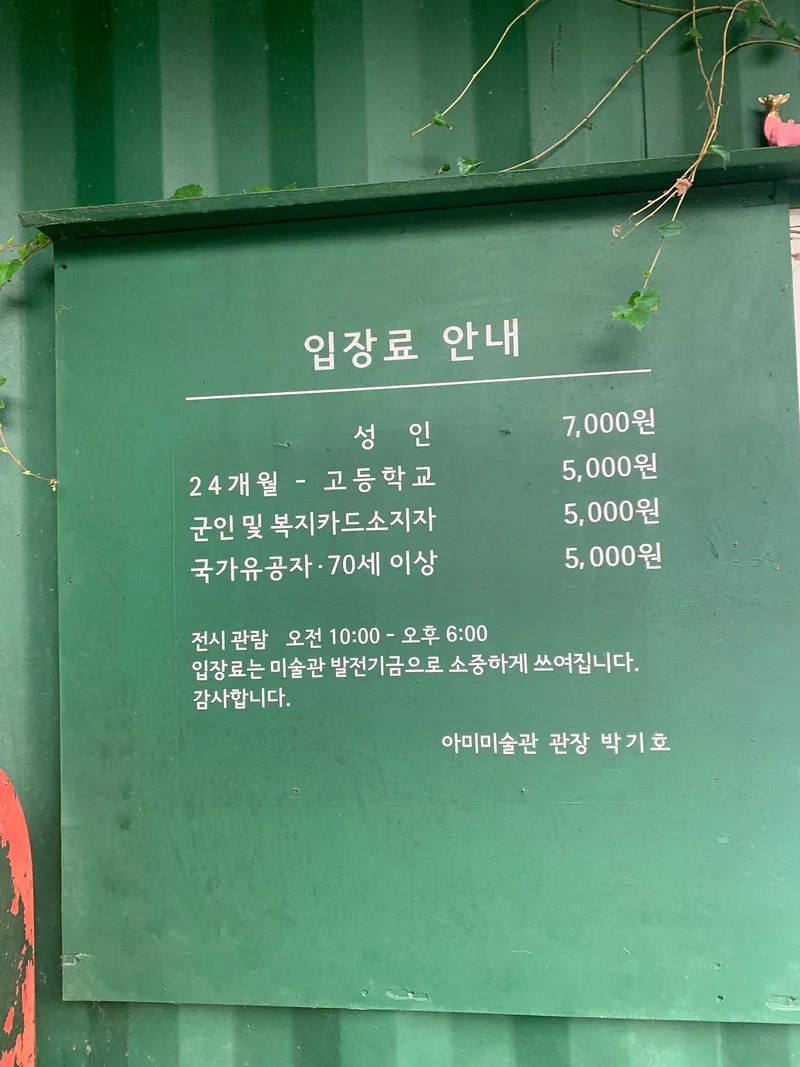 입장료 안내
성 인 7,000원
24개월 - 고등학교 5,000원
군인 및 복지카드소지자 5,000원
국가유공자·70세 이상 5,000원
전시 관람 오전 10:00 - 오후 6:00
입장료는 미술관 발전기금으로 소중하게 쓰여집니다.
감사합니다.
아미미술관 관장 박기호